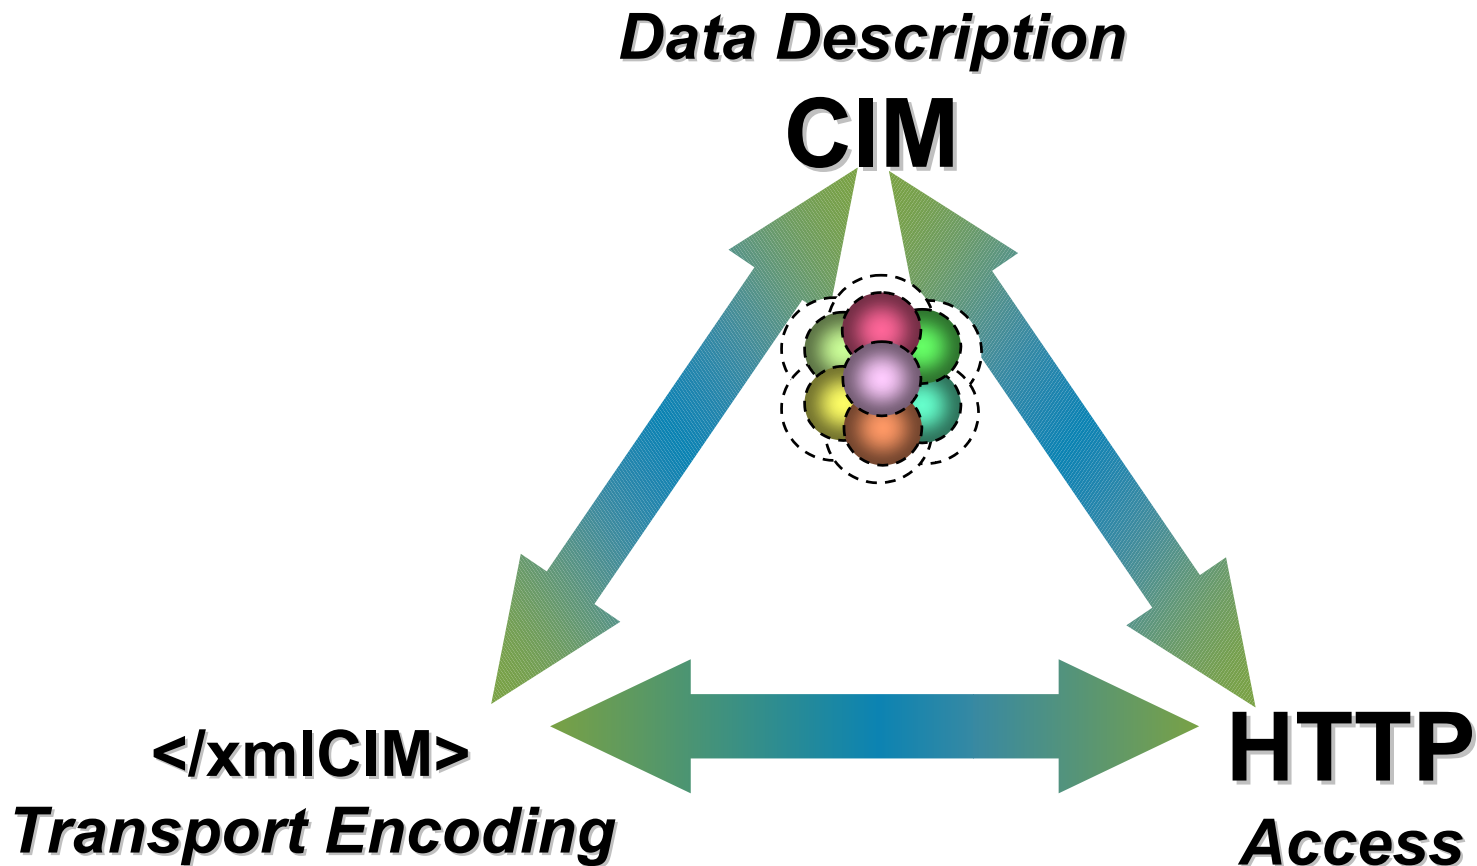 Data Description
CIM
</xmlCIM>
Transport Encoding
HTTP
Access